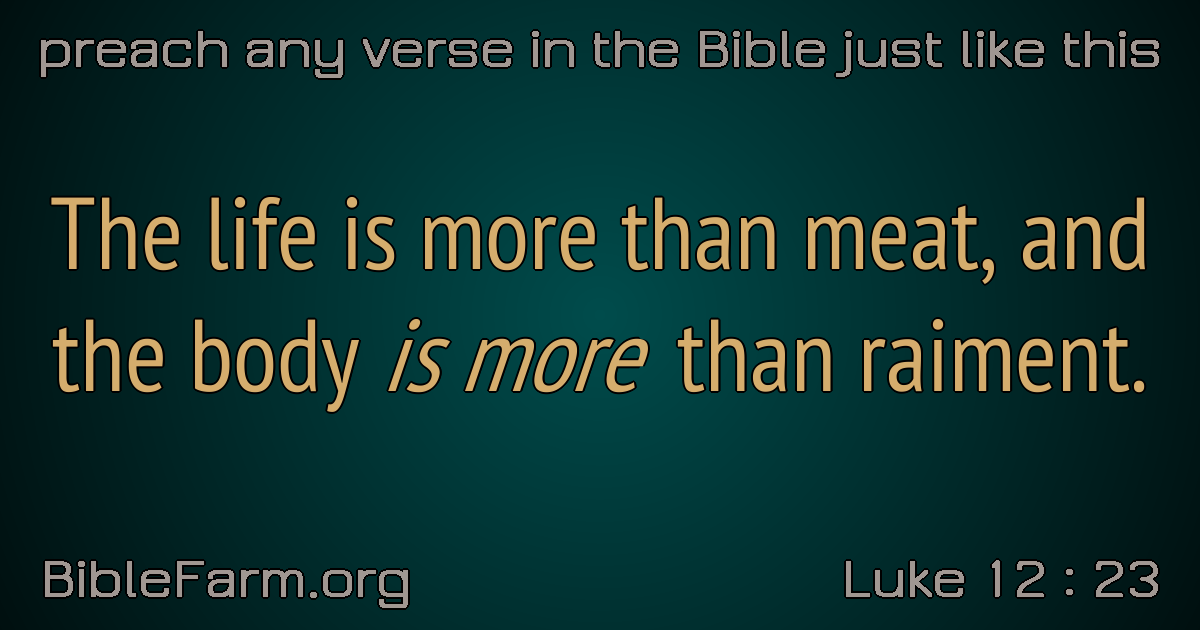 preach any verse in the Bible just like this
The life is more than meat, and
the body is more than raiment.
BibleFarm.org
Luke 12 : 23